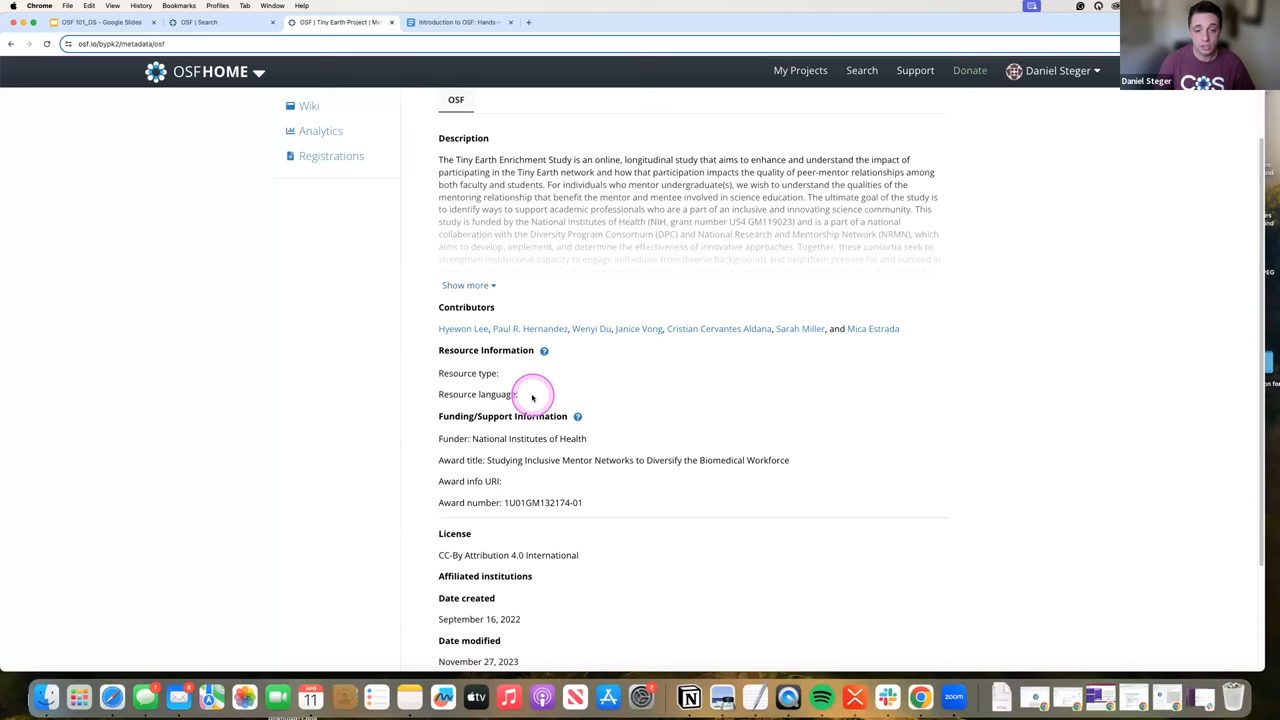 Chrome File Edit View History Bookmarks Profiles Tab Window Help
OSF 101_DS - Google Slides
OSF | Search
OSF | Tiny Earth Project | Me
Introduction to OSF: Hands-
osf.io/bypk2/metadata/osf
OSFHOME
My Projects
Search
Support
Donate
Daniel Steger
Daniel Steger
COS
Wiki
Analytics
Registrations
OSF
Description
The Tiny Earth Enrichment Study is an online, longitudinal study that aims to enhance and understand the impact of
participating in the Tiny Earth network and how that participation impacts the quality of peer-mentor relationships among
both faculty and students. For individuals who mentor undergraduate(s), we wish to understand the qualities of the
mentoring relationship that benefit the mentor and mentee involved in science education. The ultimate goal of the study is
to identify ways to support academic professionals who are a part of an inclusive and innovating science community. This
study is funded by the National Institutes of Health (NIH, grant number U54 GM119023) and is a part of a national
collaboration with the Diversity Program Consortium (DPC) and National Research and Mentorship Network (NRMN), which
aims to develop, implement, and determine the effectiveness of innovative approaches. Together, these consortia seek to
strengthen institutional capacity to engage individuals from diverse backgrounds and help them prepare for and succeed in
Show more
Contributors
Hyewon Lee, Paul R. Hernandez, Wenyi Du, Janice Vong, Cristian Cervantes Aldana, Sarah Miller, and Mica Estrada
Resource Information
Resource type:
Resource language:
Funding/Support Information
Funder: National Institutes of Health
Award title: Studying Inclusive Mentor Networks to Diversify the Biomedical Workforce
Award info URI:
Award number: 1U01GM132174-01
License
CC-By Attribution 4.0 International
Affiliated institutions
Date created
September 16, 2022
Date modified
November 27, 2023
APR
11
tv
zoom